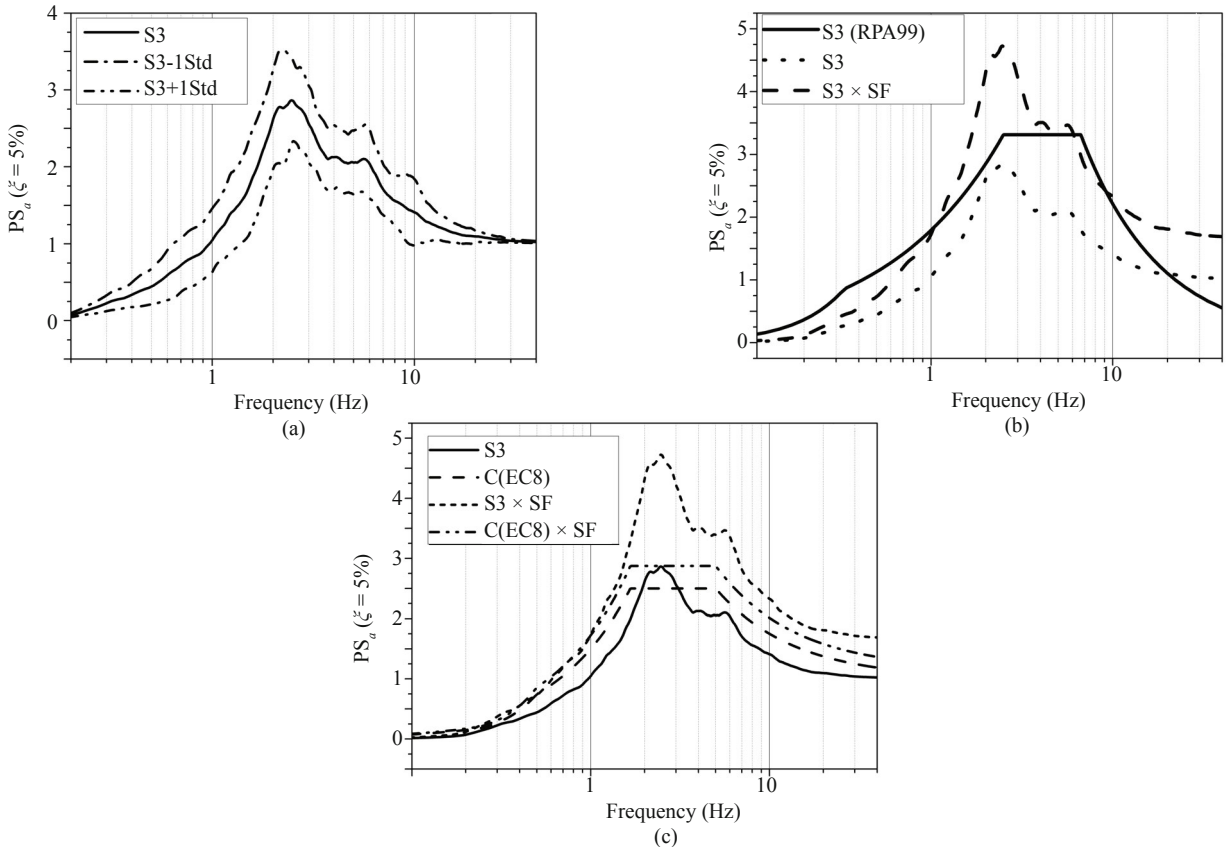 4
3
2
1
0
PSₐ (ξ = 5%)
S3
S3-1Std
S3+1Std
1
10
Frequency (Hz)
(a)
5
4
3
2
1
0
PSₐ (ξ = 5%)
S3 (RPA99)
S3
S3 × SF
1
10
Frequency (Hz)
(b)
5
4
3
2
1
0
PSₐ (ξ = 5%)
S3
C(EC8)
S3 × SF
C(EC8) × SF
1
10
Frequency (Hz)
(c)